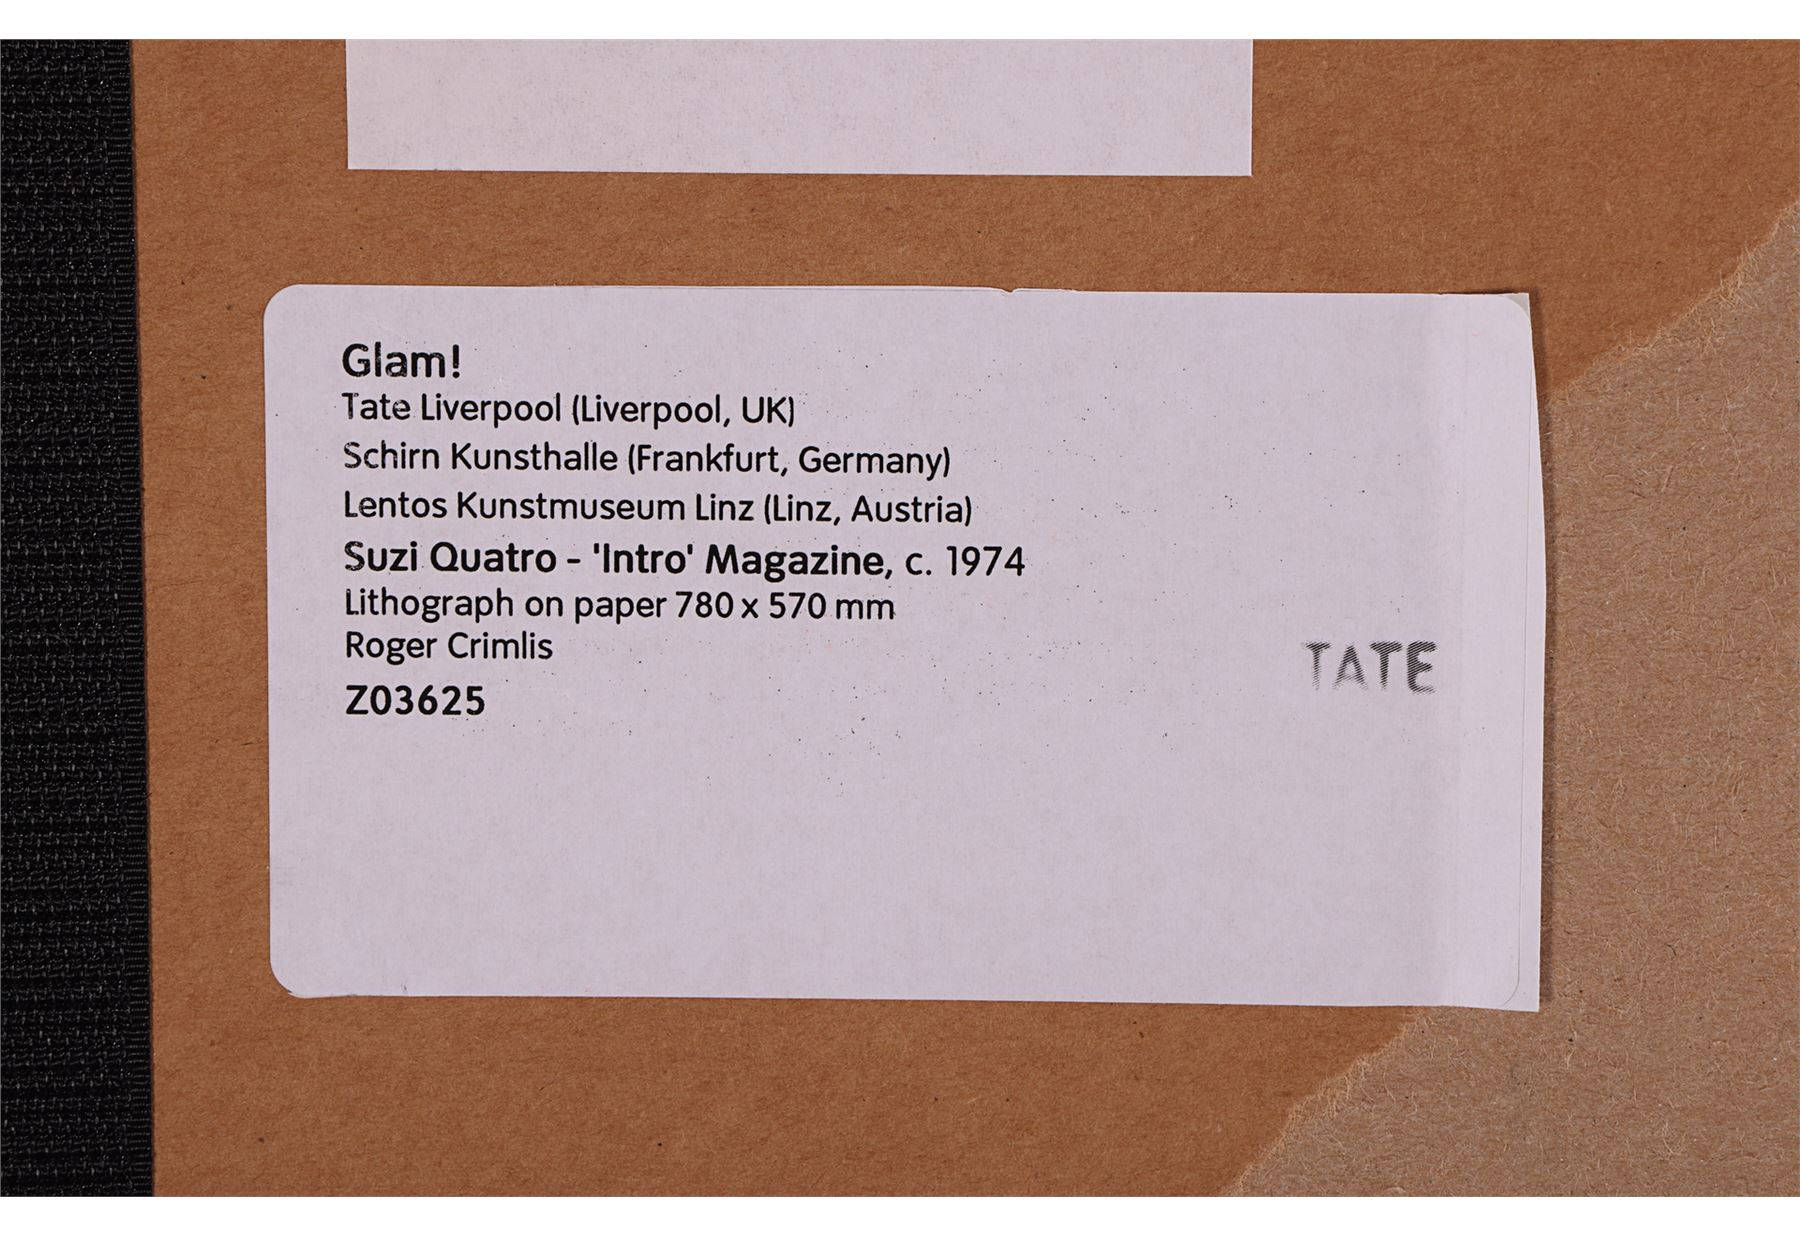 Glam!
Tate Liverpool (Liverpool, UK)
Schirn Kunsthalle (Frankfurt, Germany)
Lentos Kunstmuseum Linz (Linz, Austria)
Suzi Quatro - 'Intro' Magazine, c. 1974
Lithograph on paper 780 x 570 mm
Roger Crimlis
TATE
Z03625